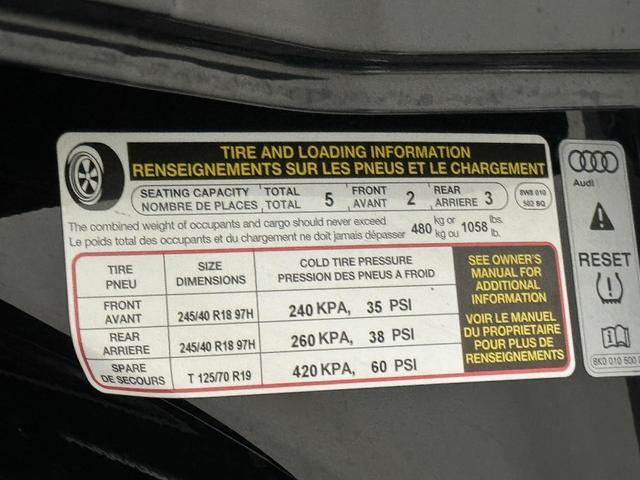 TIRE AND LOADING INFORMATION
RENSEIGNEMENTS SUR LES PNEUS ET LE CHARGEMENT
SEATING CAPACITY TOTAL 5 FRONT 2 REAR 3
NOMBRE DE PLACES TOTAL AVANT ARRIERE
8W8 010
502 BQ
The combined weight of occupants and cargo should never exceed 480 kg or 1058 lbs.
Le poids total des occupants et du chargement ne doit jamais dépasser kg ou lb.
TIRE SIZE COLD TIRE PRESSURE
PNEU DIMENSIONS PRESSION DES PNEUS A FROID
FRONT
AVANT 245/40 R18 97H 240 KPA, 35 PSI
REAR
ARRIERE 245/40 R18 97H 260 KPA, 38 PSI
SPARE
DE SECOURS T 125/70 R19 420 KPA, 60 PSI
SEE OWNER'S
MANUAL FOR
ADDITIONAL
INFORMATION
VOIR LE MANUEL
DU PROPRIETAIRE
POUR PLUS DE
RENSEIGNEMENTS
Audi
RESET
8K0 010 500